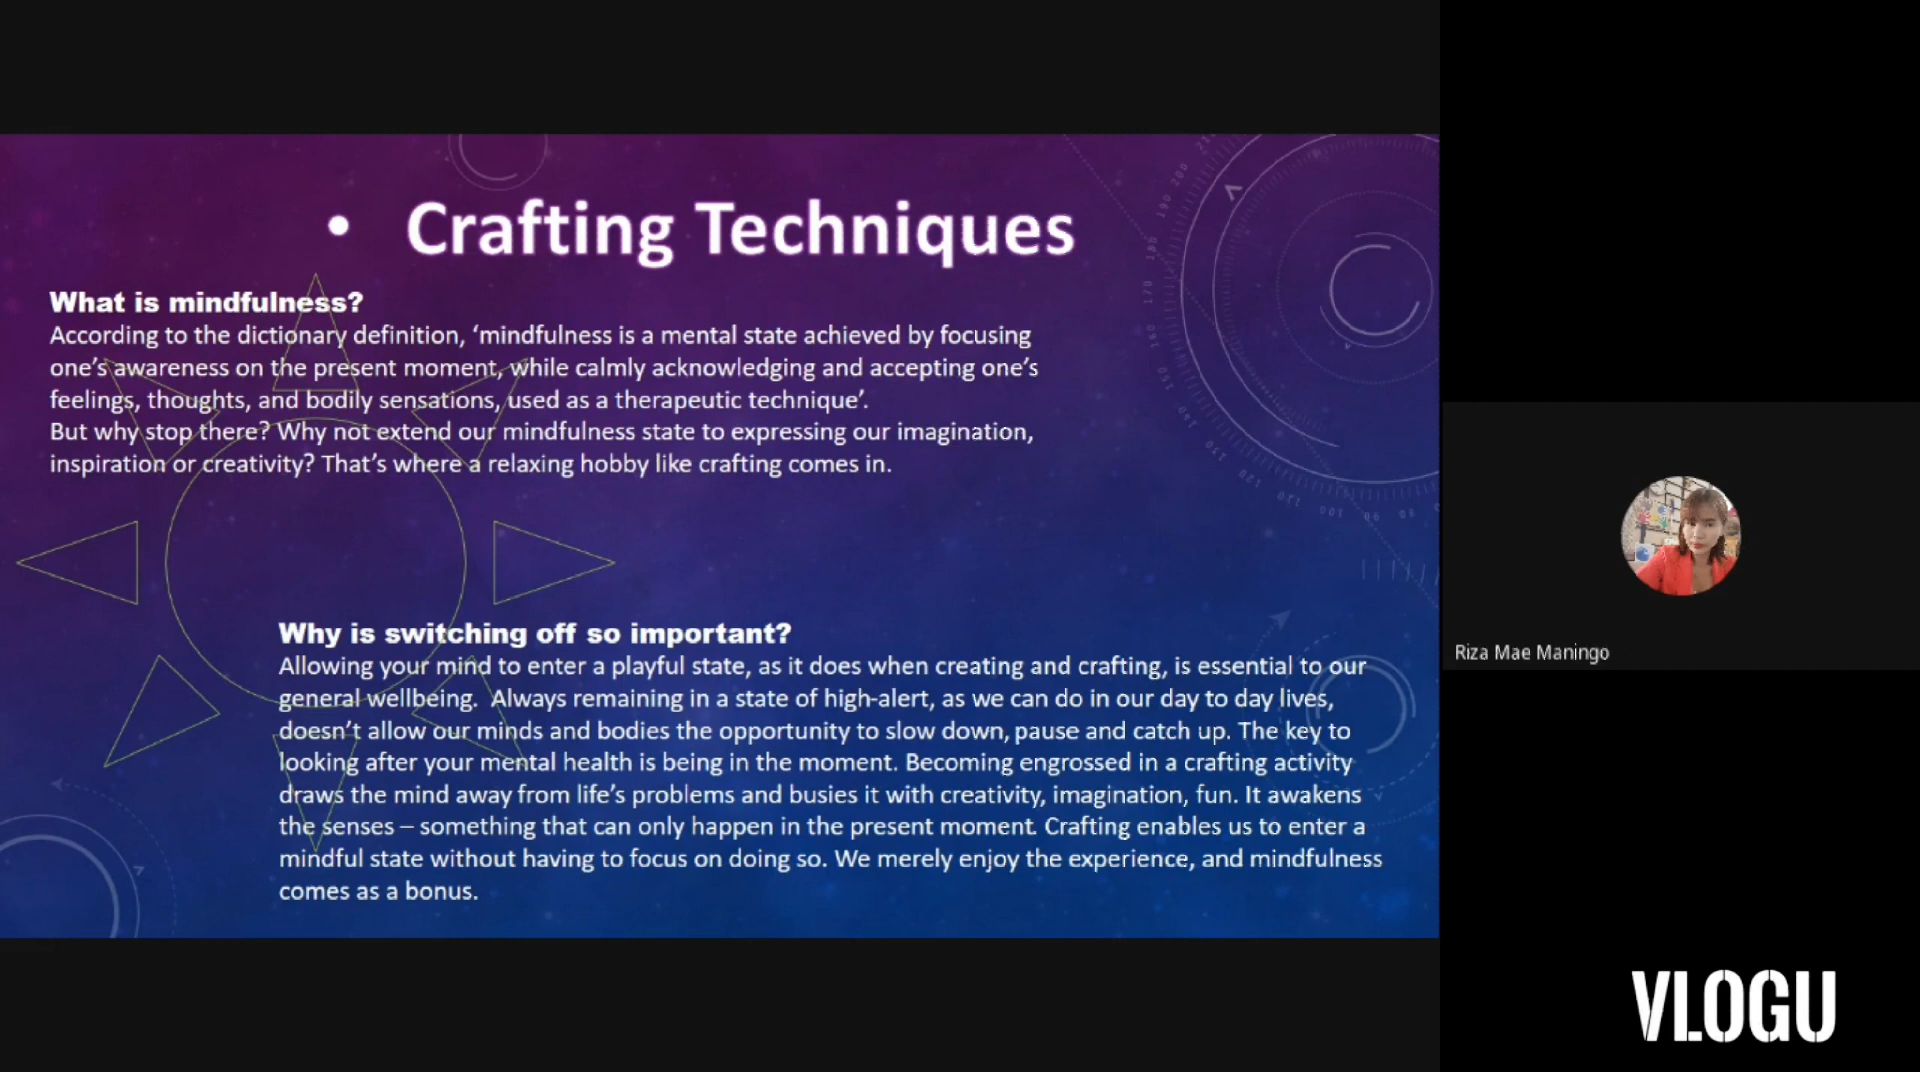 • Crafting Techniques
What is mindfulness?
According to the dictionary definition, ‘mindfulness is a mental state achieved by focusing
one’s awareness on the present moment, while calmly acknowledging and accepting one’s
feelings, thoughts, and bodily sensations, used as a therapeutic technique’.
But why stop there? Why not extend our mindfulness state to expressing our imagination,
inspiration or creativity? That’s where a relaxing hobby like crafting comes in.
Why is switching off so important?
Allowing your mind to enter a playful state, as it does when creating and crafting, is essential to our
general wellbeing.  Always remaining in a state of high-alert, as we can do in our day to day lives,
doesn’t allow our minds and bodies the opportunity to slow down, pause and catch up. The key to
looking after your mental health is being in the moment. Becoming engrossed in a crafting activity
draws the mind away from life’s problems and busies it with creativity, imagination, fun. It awakens
the senses – something that can only happen in the present moment. Crafting enables us to enter a
mindful state without having to focus on doing so. We merely enjoy the experience, and mindfulness
comes as a bonus.
Riza Mae Maningo
VLOGU